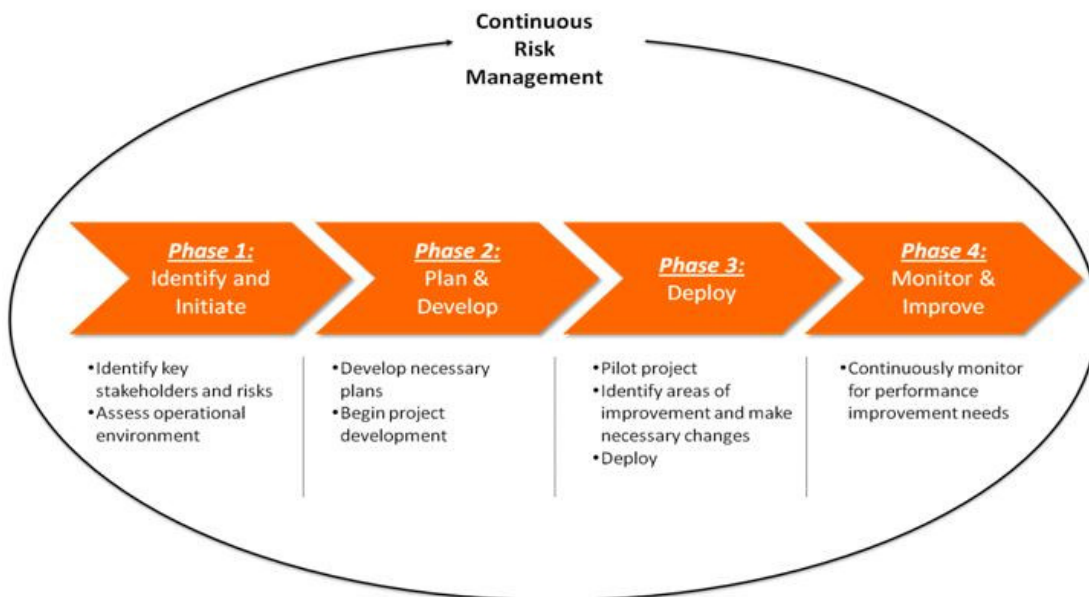 Continuous
Risk
Management
Phase 1:
Identify and
Initiate
Phase 2:
Plan &
Develop
Phase 3:
Deploy
Phase 4:
Monitor &
Improve
•Identify key
stakeholders and risks
•Assess operational
environment
•Develop necessary
plans
•Begin project
development
•Pilot project
•Identify areas of
improvement and make
necessary changes
•Deploy
•Continuously monitor
for performance
improvement needs